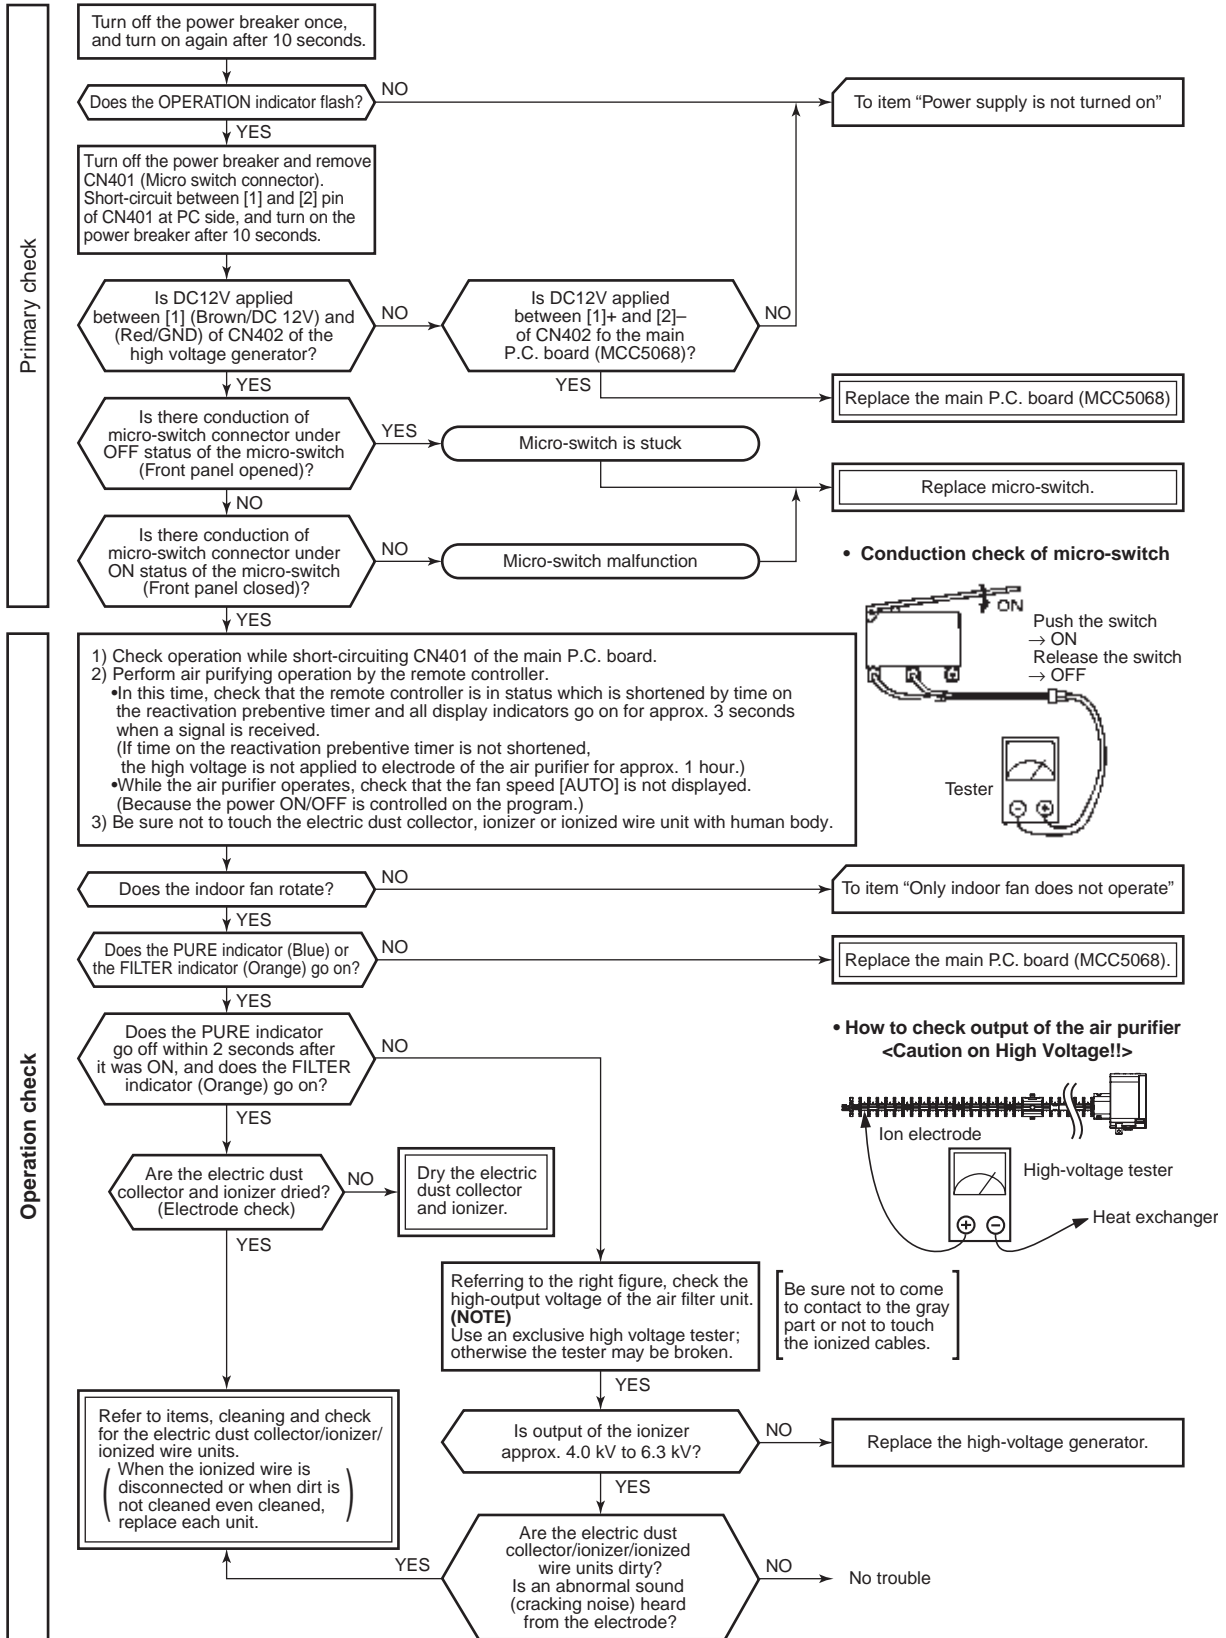 Primary check
Turn off the power breaker once,
and turn on again after 10 seconds.
Does the OPERATION indicator flash?
NO
To item “Power supply is not turned on”
YES
Turn off the power breaker and remove
CN401 (Micro switch connector).
Short-circuit between [1] and [2] pin
of CN401 at PC side, and turn on the
power breaker after 10 seconds.
Is DC12V applied
between [1] (Brown/DC 12V) and
(Red/GND) of CN402 of the
high voltage generator?
NO
Is DC12V applied
between [1]+ and [2]–
of CN402 fo the main
P.C. board (MCC5068)?
NO
YES
YES
Replace the main P.C. board (MCC5068)
Is there conduction of
micro-switch connector under
OFF status of the micro-switch
(Front panel opened)?
YES
Micro-switch is stuck
Replace micro-switch.
NO
Is there conduction of
micro-switch connector under
ON status of the micro-switch
(Front panel closed)?
NO
Micro-switch malfunction
YES
• Conduction check of micro-switch
ON
Push the switch
→ ON
Release the switch
→ OFF
Tester
Operation check
1) Check operation while short-circuiting CN401 of the main P.C. board.
2) Perform air purifying operation by the remote controller.
•In this time, check that the remote controller is in status which is shortened by time on
the reactivation prebentive timer and all display indicators go on for approx. 3 seconds
when a signal is received.
(If time on the reactivation prebentive timer is not shortened,
the high voltage is not applied to electrode of the air purifier for approx. 1 hour.)
•While the air purifier operates, check that the fan speed [AUTO] is not displayed.
(Because the power ON/OFF is controlled on the program.)
3) Be sure not to touch the electric dust collector, ionizer or ionized wire unit with human body.
Does the indoor fan rotate?
NO
To item “Only indoor fan does not operate”
YES
Does the PURE indicator (Blue) or
the FILTER indicator (Orange) go on?
NO
Replace the main P.C. board (MCC5068).
YES
Does the PURE indicator
go off within 2 seconds after
it was ON, and does the FILTER
indicator (Orange) go on?
NO
YES
• How to check output of the air purifier
<Caution on High Voltage!!>
Ion electrode
High-voltage tester
Heat exchanger
Are the electric dust
collector and ionizer dried?
(Electrode check)
NO
Dry the electric
dust collector
and ionizer.
YES
Referring to the right figure, check the
high-output voltage of the air filter unit.
(NOTE)
Use an exclusive high voltage tester;
otherwise the tester may be broken.
Be sure not to come
to contact to the gray
part or not to touch
the ionized cables.
YES
Refer to items, cleaning and check
for the electric dust collector/ionizer/
ionized wire units.
(When the ionized wire is
disconnected or when dirt is
not cleaned even cleaned,
replace each unit.)
Is output of the ionizer
approx. 4.0 kV to 6.3 kV?
NO
Replace the high-voltage generator.
YES
Are the electric dust
collector/ionizer/ionized
wire units dirty?
Is an abnormal sound
(cracking noise) heard
from the electrode?
YES
NO
No trouble